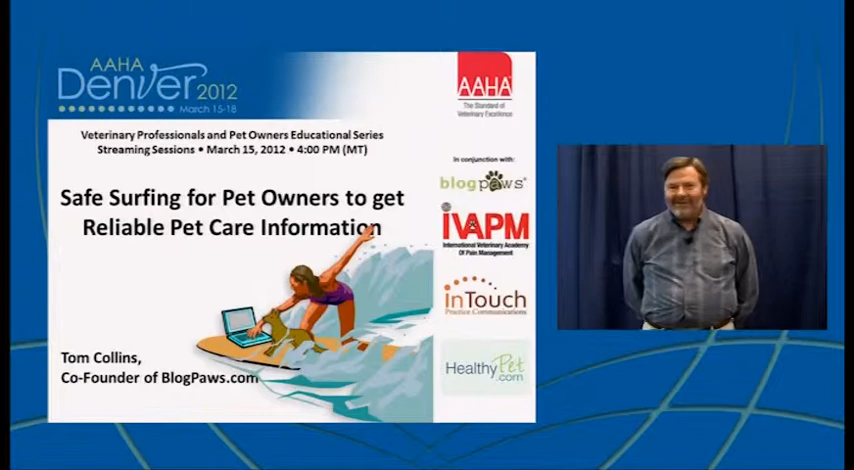 AAHA
Denver 2012
March 15-18
Veterinary Professionals and Pet Owners Educational Series
Streaming Sessions • March 15, 2012 • 4:00 PM (MT)
Safe Surfing for Pet Owners to get
Reliable Pet Care Information
Tom Collins,
Co-Founder of BlogPaws.com
AAHA
The Standard of
Veterinary Excellence
In conjunction with:
blogpaws®
IVAPM
International Veterinary Academy
Of Pain Management
inTouch
Practice Communications
HealthyPet
.com